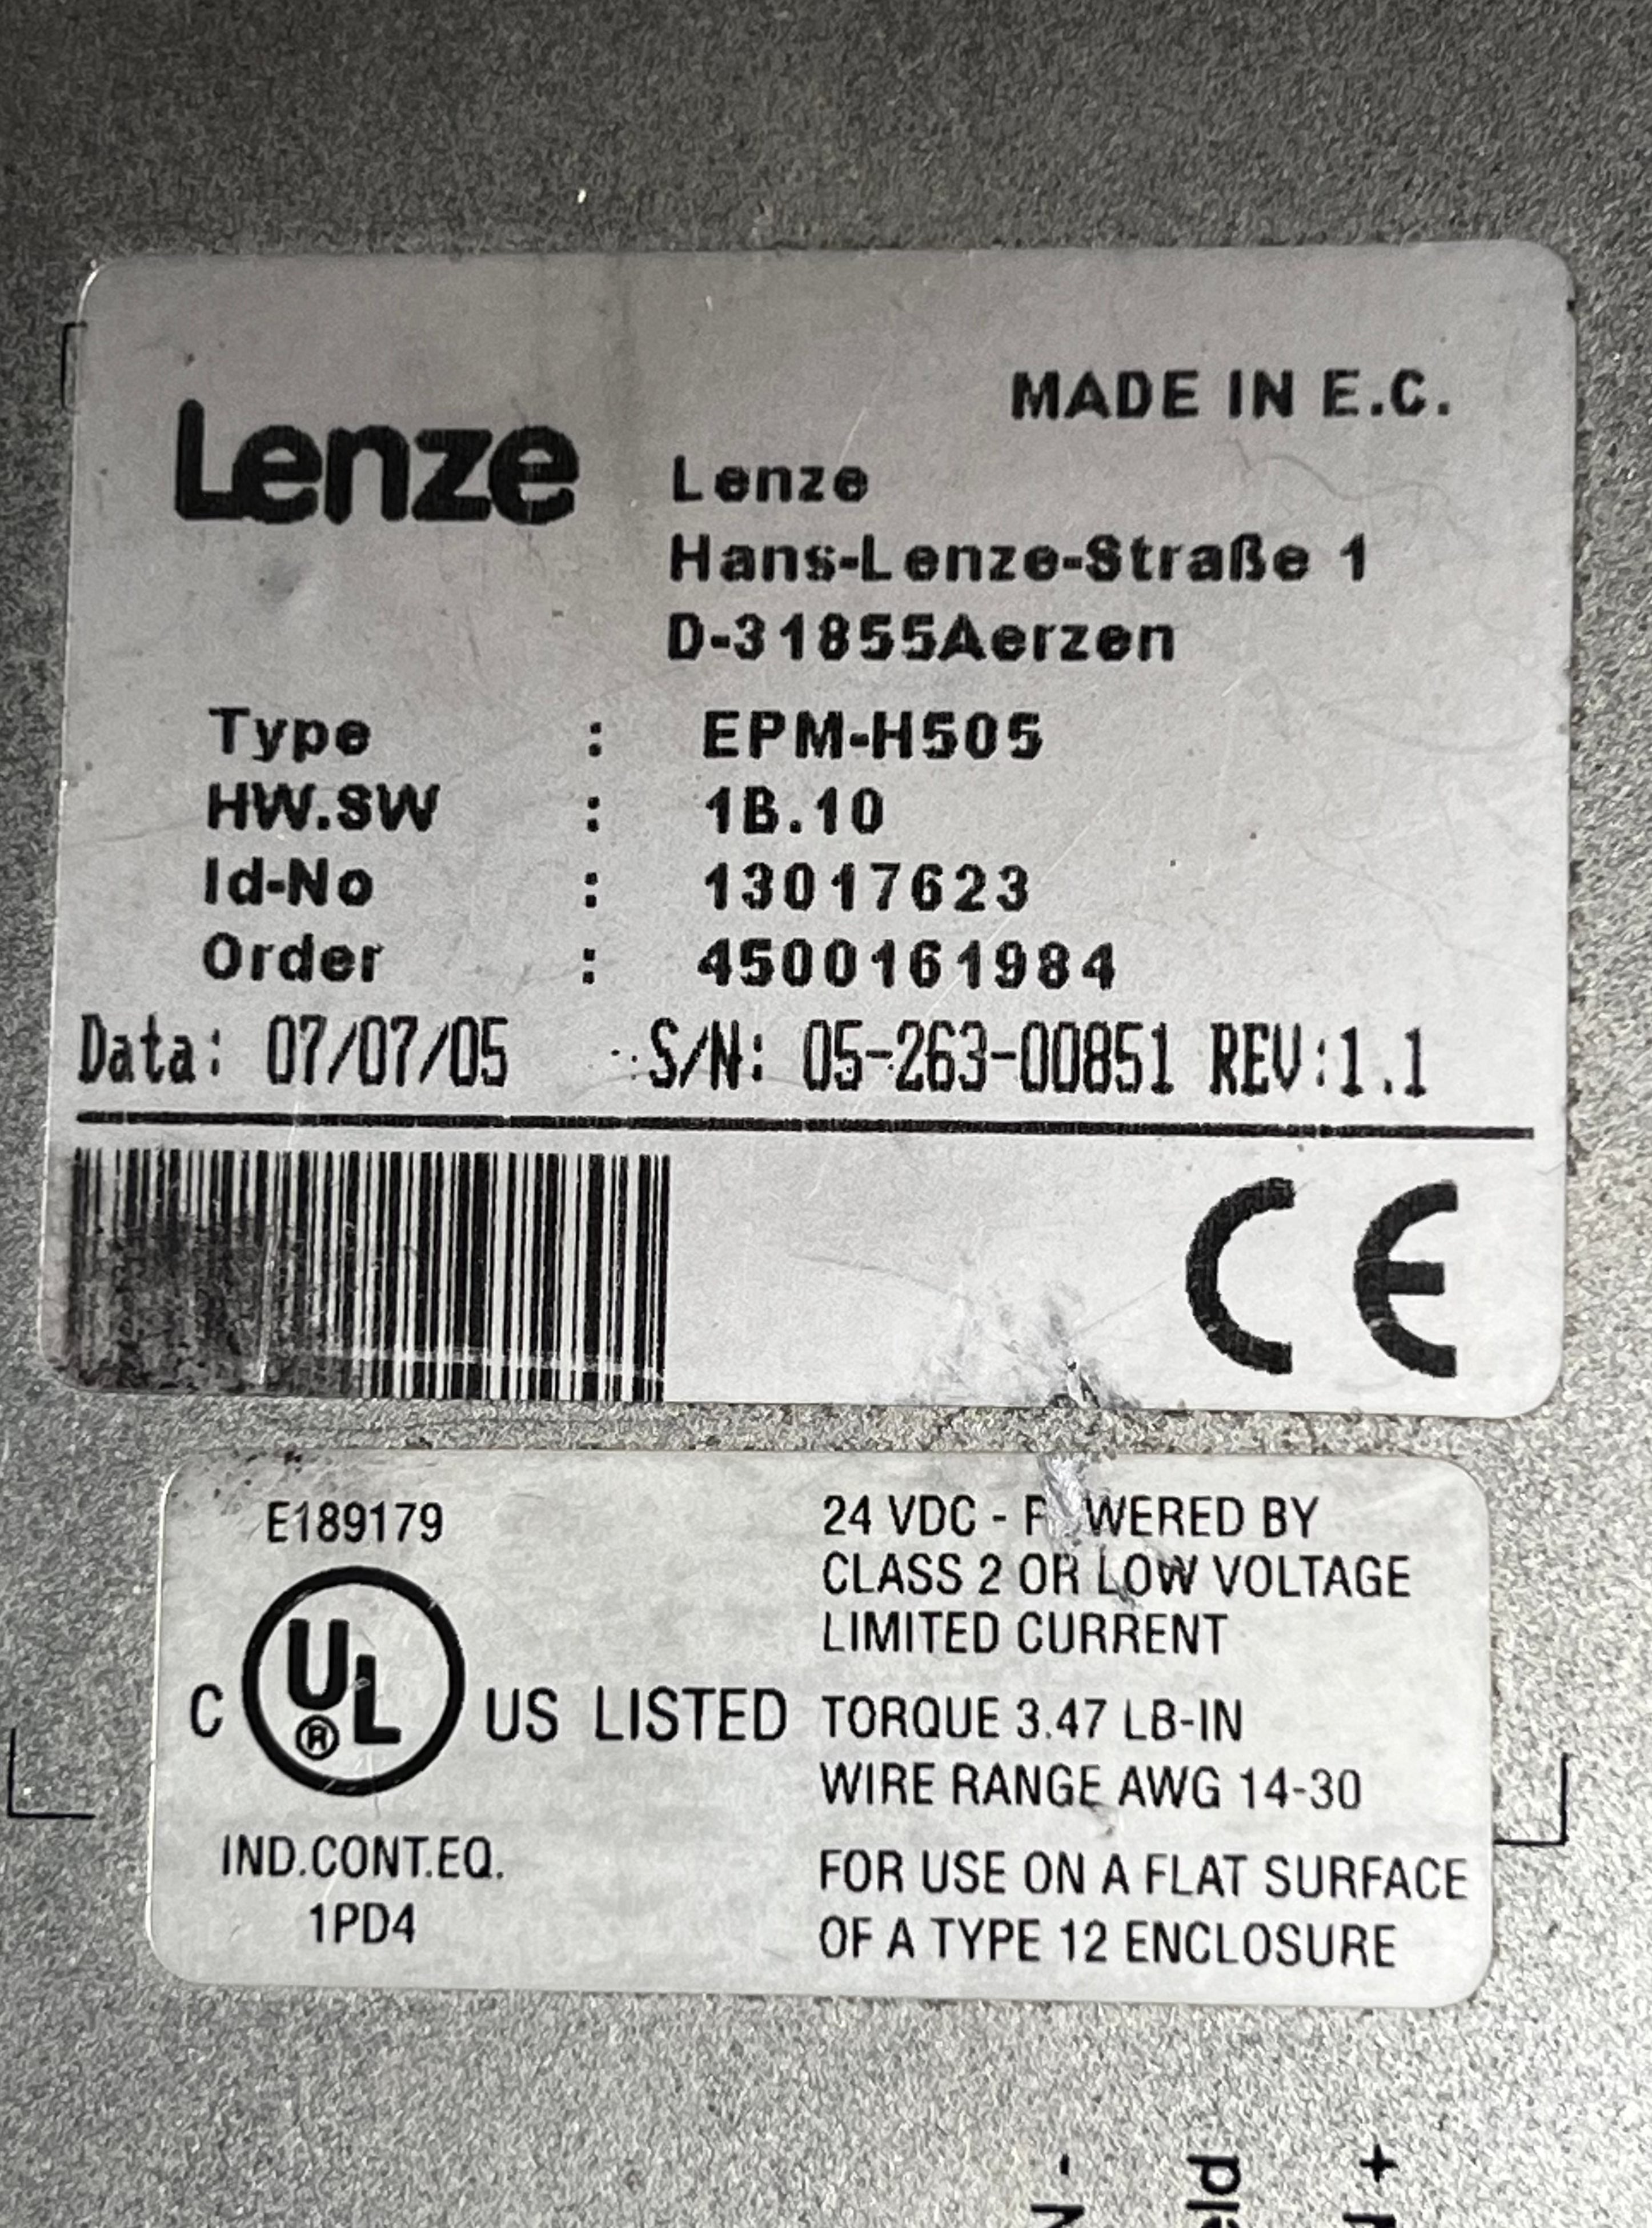 MADE IN E.C.
Lenze
Lenze
Hans-Lenze-Straße 1
D-31855Aerzen
Type : EPM-H505
HW.SW : 1B.10
Id-No : 13017623
Order : 4500161984
Data: 07/07/05 S/N: 05-263-00851 REV:1.1
CE
E189179
C UL ® US LISTED
IND.CONT.EQ.
1PD4
24 VDC - POWERED BY
CLASS 2 OR LOW VOLTAGE
LIMITED CURRENT
TORQUE 3.47 LB-IN
WIRE RANGE AWG 14-30
FOR USE ON A FLAT SURFACE
OF A TYPE 12 ENCLOSURE